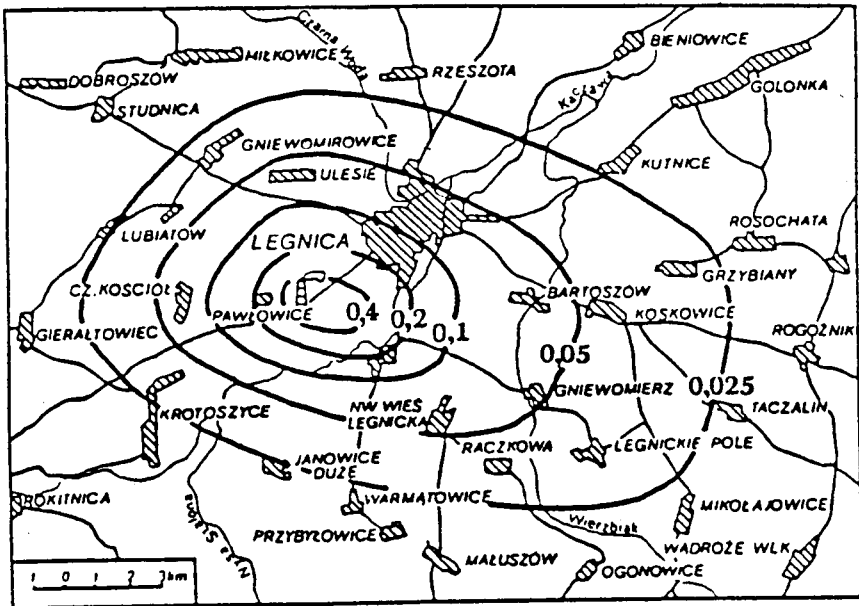 Czarna Woda
BIENIOWICE
MIŁKOWICE
DOBROSZÓW
RZESZOTA
GOLONKA
STUDNICA
Kaczawa
GNIEWOMIROWICE
KUTNICE
ULESIE
LUBIATÓW
LEGNICA
ROSOCHATA
GRZYBIANY
CZ. KOŚCIÓŁ
BARTOSZÓW
PAWŁOWICE
KOSKOWICE
GIERAŁTOWIEC
0,4
0,2
0,1
ROGOŹNIK
0,05
GNIEWOMIERZ
0,025
KROTOSZYCE
NW WIEŚ
LEGNICKA
TACZALIN
RACZKOWA
LEGNICKIE POLE
JANOWICE
DUŻE
ROKITNICA
WARMĄTOWICE
MIKOŁAJOWICE
Nysa Szalona
PRZYBYŁOWICE
Wierzbiak
WĄDROŻE WLK
MAŁUSZÓW
OGONOWICE
1 0 1 2 3 km